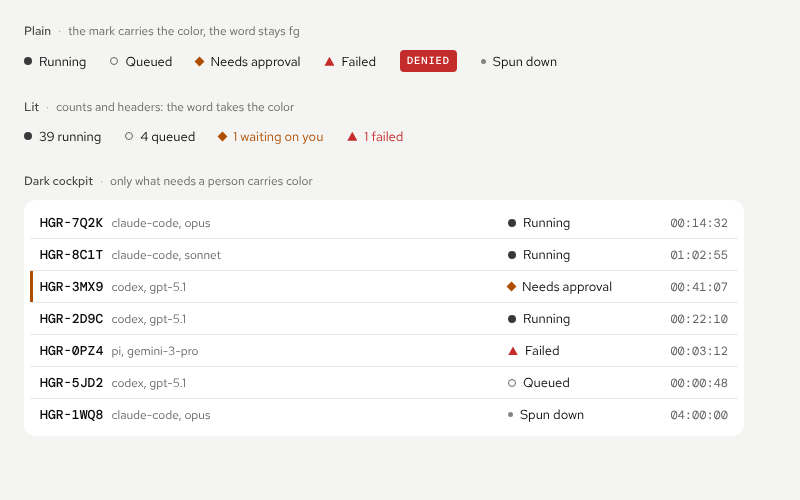 Plain · the mark carries the color, the word stays fg
Running Queued Needs approval Failed DENIED Spun down
Lit · counts and headers: the word takes the color
39 running 4 queued 1 waiting on you 1 failed
Dark cockpit · only what needs a person carries color
HGR-7Q2K claude-code, opus Running 00:14:32
HGR-8C1T claude-code, sonnet Running 01:02:55
HGR-3MX9 codex, gpt-5.1 Needs approval 00:41:07
HGR-2D9C codex, gpt-5.1 Running 00:22:10
HGR-0PZ4 pi, gemini-3-pro Failed 00:03:12
HGR-5JD2 codex, gpt-5.1 Queued 00:00:48
HGR-1WQ8 claude-code, opus Spun down 04:00:00